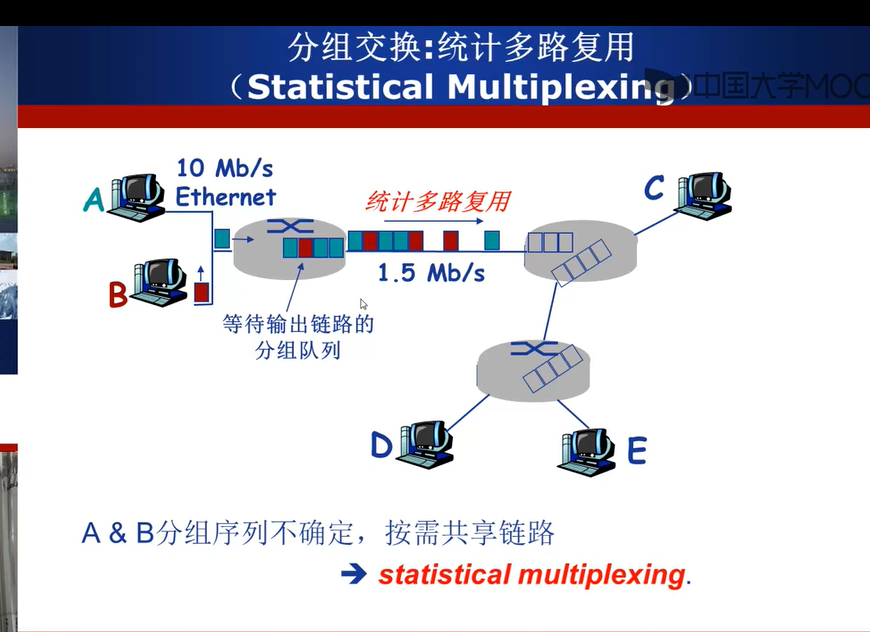 分组交换:统计多路复用
（Statistical Multiplexing）
中国大学MOOC
10 Mb/s
Ethernet
A
统计多路复用
C
B
1.5 Mb/s
等待输出链路的
分组队列
D
E
A & B分组序列不确定，按需共享链路
➔ statistical multiplexing.